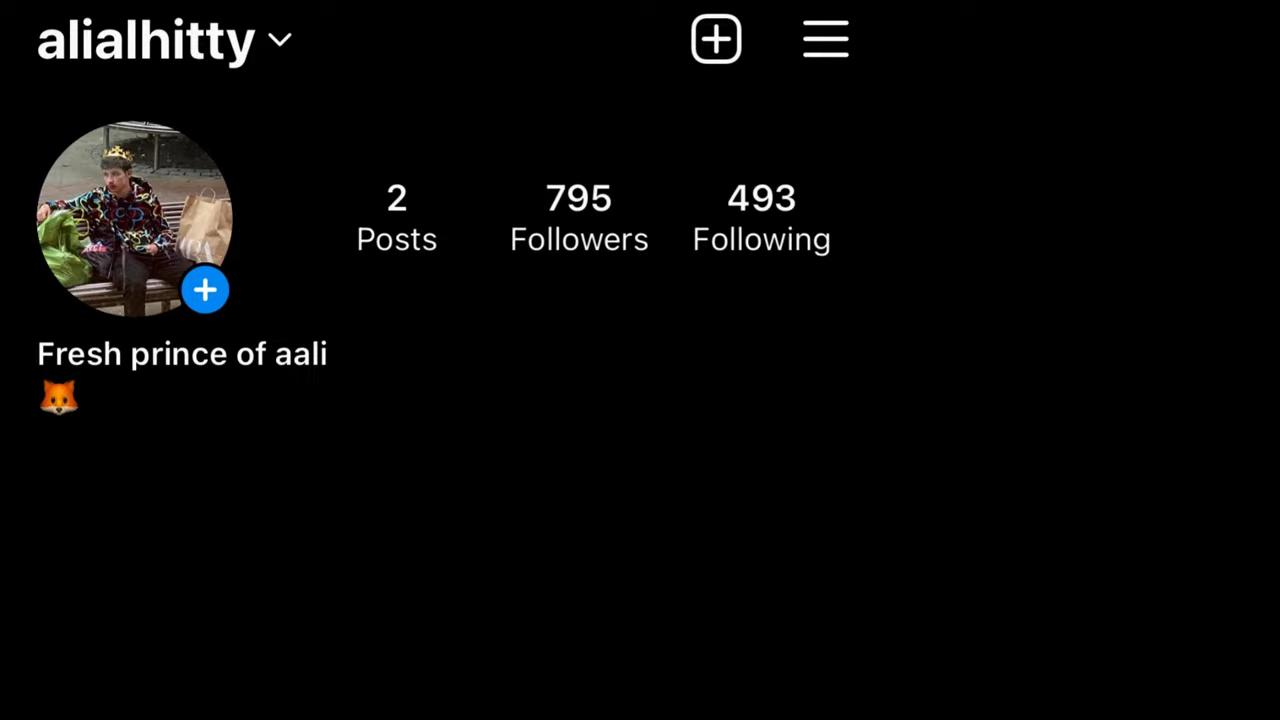 alialhitty
2 795 493
Posts Followers Following
Fresh prince of aali
🦊